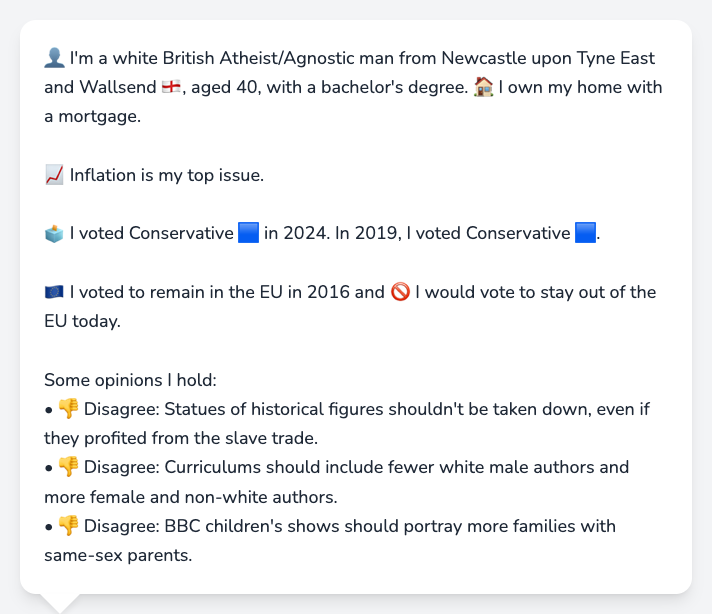 👤 I'm a white British Atheist/Agnostic man from Newcastle upon Tyne East
and Wallsend 🏴󠁧󠁢󠁥󠁮󠁧󠁿, aged 40, with a bachelor's degree. 🏠 I own my home with
a mortgage.
📈 Inflation is my top issue.
🗳️ I voted Conservative 🟦 in 2024. In 2019, I voted Conservative 🟦.
🇪🇺 I voted to remain in the EU in 2016 and 🚫 I would vote to stay out of the
EU today.
Some opinions I hold:
• 👎 Disagree: Statues of historical figures shouldn't be taken down, even if
they profited from the slave trade.
• 👎 Disagree: Curriculums should include fewer white male authors and
more female and non-white authors.
• 👎 Disagree: BBC children's shows should portray more families with
same-sex parents.